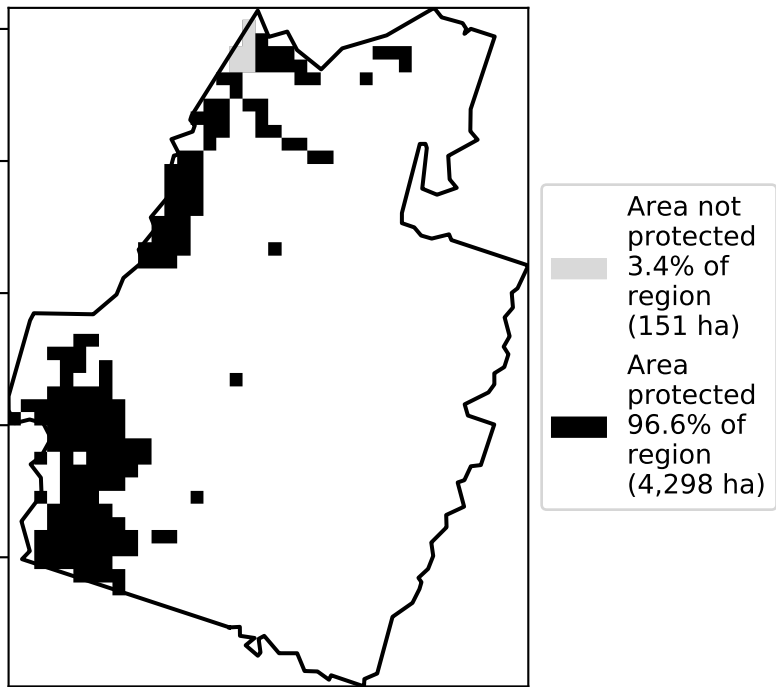 Area not
protected
3.4% of
region
(151 ha)
Area
protected
96.6% of
region
(4,298 ha)